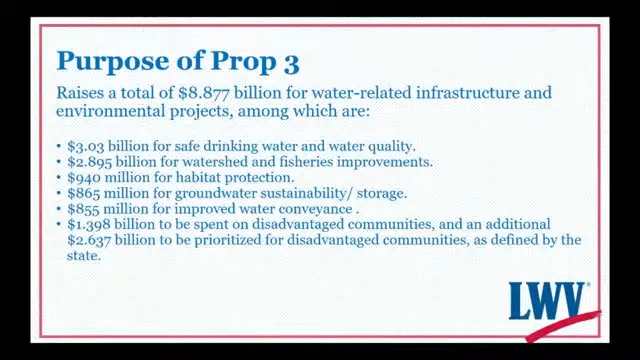 Purpose of Prop 3
Raises a total of $8.877 billion for water-related infrastructure and
environmental projects, among which are:
• $3.03 billion for safe drinking water and water quality.
• $2.895 billion for watershed and fisheries improvements.
• $940 million for habitat protection.
• $865 million for groundwater sustainability/ storage.
• $855 million for improved water conveyance .
• $1.398 billion to be spent on disadvantaged communities, and an additional
$2.637 billion to be prioritized for disadvantaged communities, as defined by the
state.
LWV®